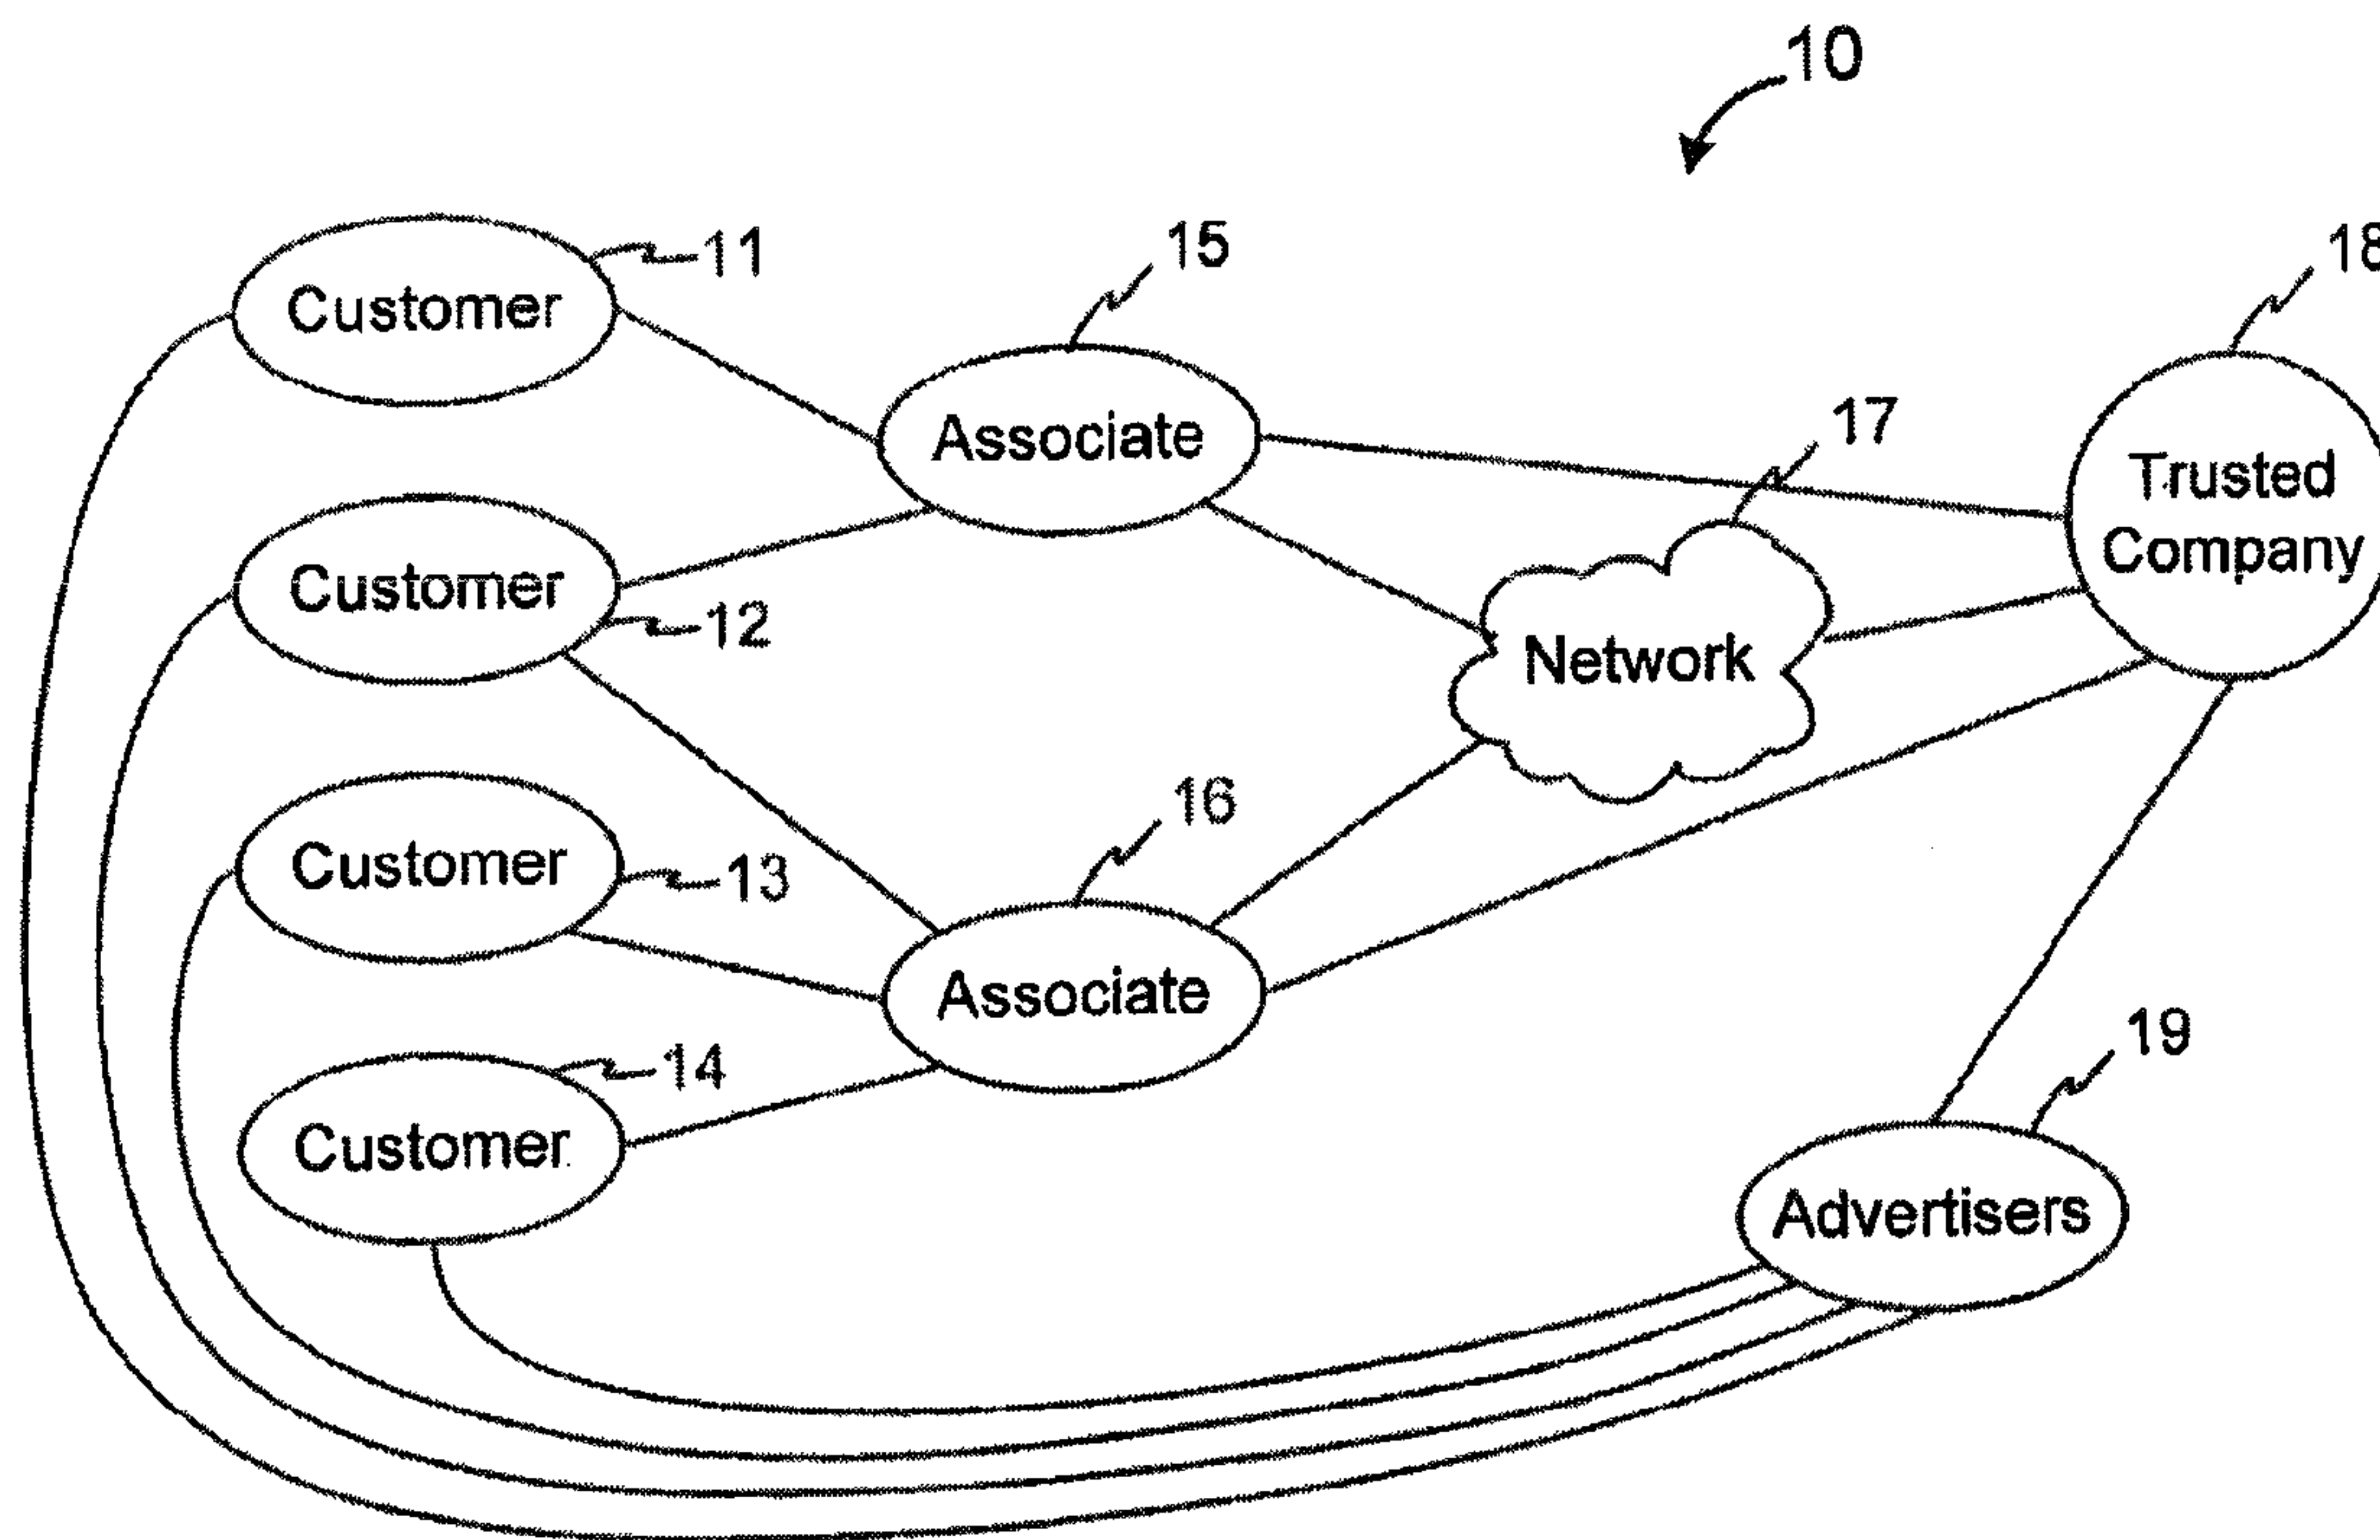 10
11
15
18
Customer
Associate
17
Trusted
Company
Customer
12
Network
16
Customer
13
Associate
19
14
Customer
Advertisers